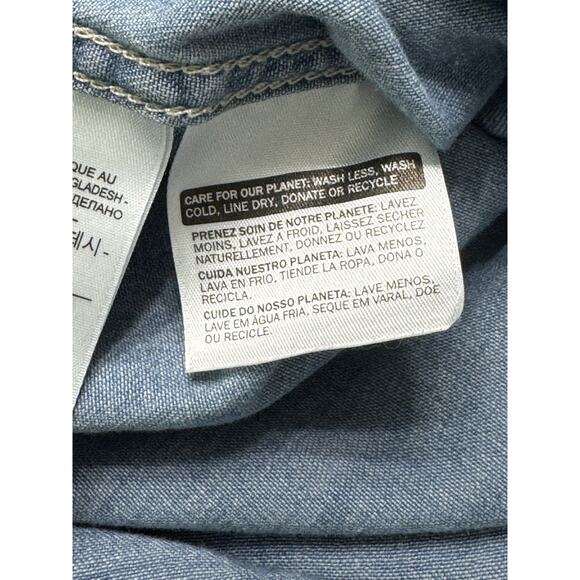 QUE AU
GLADESH -
ДЕЛАНО
데시 -
CARE FOR OUR PLANET: WASH LESS, WASH
COLD, LINE DRY, DONATE OR RECYCLE
PRENEZ SOIN DE NOTRE PLANETE: LAVEZ
MOINS, LAVEZ A FROID, LAISSEZ SECHER
NATURELLEMENT, DONNEZ OU RECYCLEZ
CUIDA NUESTRO PLANETA: LAVA MENOS,
LAVA EN FRIO, TIENDE LA ROPA, DONA O
RECICLA.
CUIDE DO NOSSO PLANETA: LAVE MENOS,
LAVE EM ÁGUA FRIA, SEQUE EM VARAL, DOE
OU RECICLE.